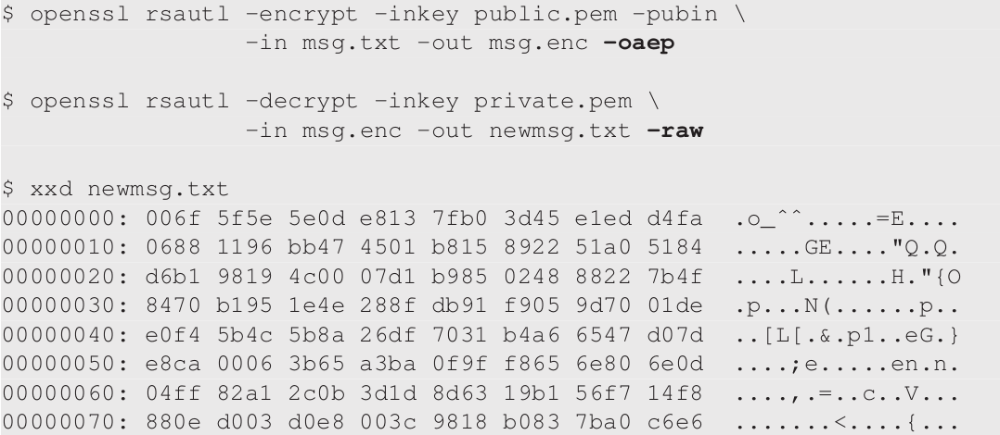 $ openssl rsautl -encrypt -inkey public.pem -pubin \
-in msg.txt -out msg.enc -oaep
$ openssl rsautl -decrypt -inkey private.pem \
-in msg.enc -out newmsg.txt -raw
$ xxd newmsg.txt
00000000: 006f 5f5e 5e0d e813 7fb0 3d45 e1ed d4fa .o_^^.....=E....
00000010: 0688 1196 bb47 4501 b815 8922 51a0 5184 .....GE...."Q.Q.
00000020: d6b1 9819 4c00 07d1 b985 0248 8822 7b4f ....L......H."{O
00000030: 8470 b195 1e4e 288f db91 f905 9d70 01de .p...N(......p..
00000040: e0f4 5b4c 5b8a 26df 7031 b4a6 6547 d07d ..[L[.&.p1..eG.}
00000050: e8ca 0006 3b65 a3ba 0f9f f865 6e80 6e0d ....;e.....en.n.
00000060: 04ff 82a1 2c0b 3d1d 8d63 19b1 56f7 14f8 ....,.=..c..V...
00000070: 880e d003 d0e8 003c 9818 b083 7ba0 c6e6 .......<....{...